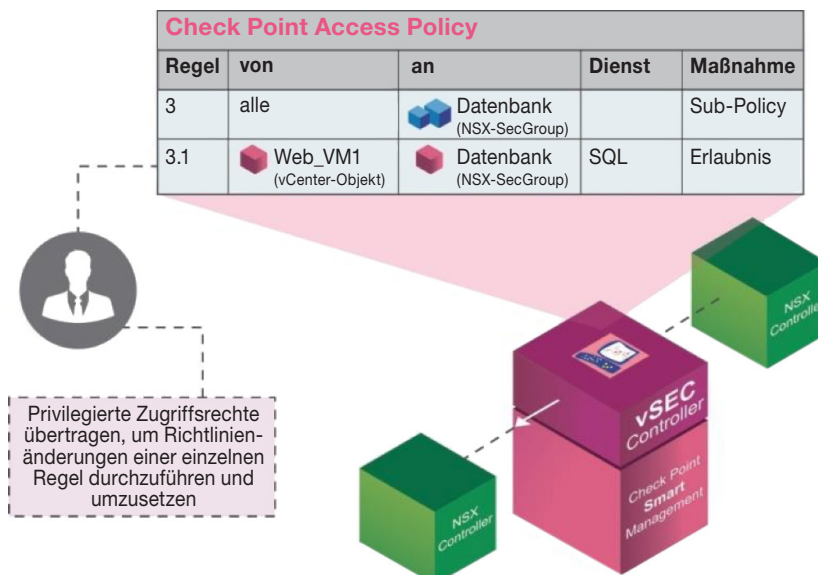 Check Point Access Policy
Regel von an Dienst Maßnahme
3 alle Datenbank Sub-Policy
(NSX-SecGroup)
3.1 Web_VM1 Datenbank SQL Erlaubnis
(vCenter-Objekt) (NSX-SecGroup)
Privilegierte Zugriffsrechte
übertragen, um Richtlinien-
änderungen einer einzelnen
Regel durchzuführen und
umzusetzen
NSX
Controller
vSEC
Controller
Check Point
Smart
Management
NSX
Controller